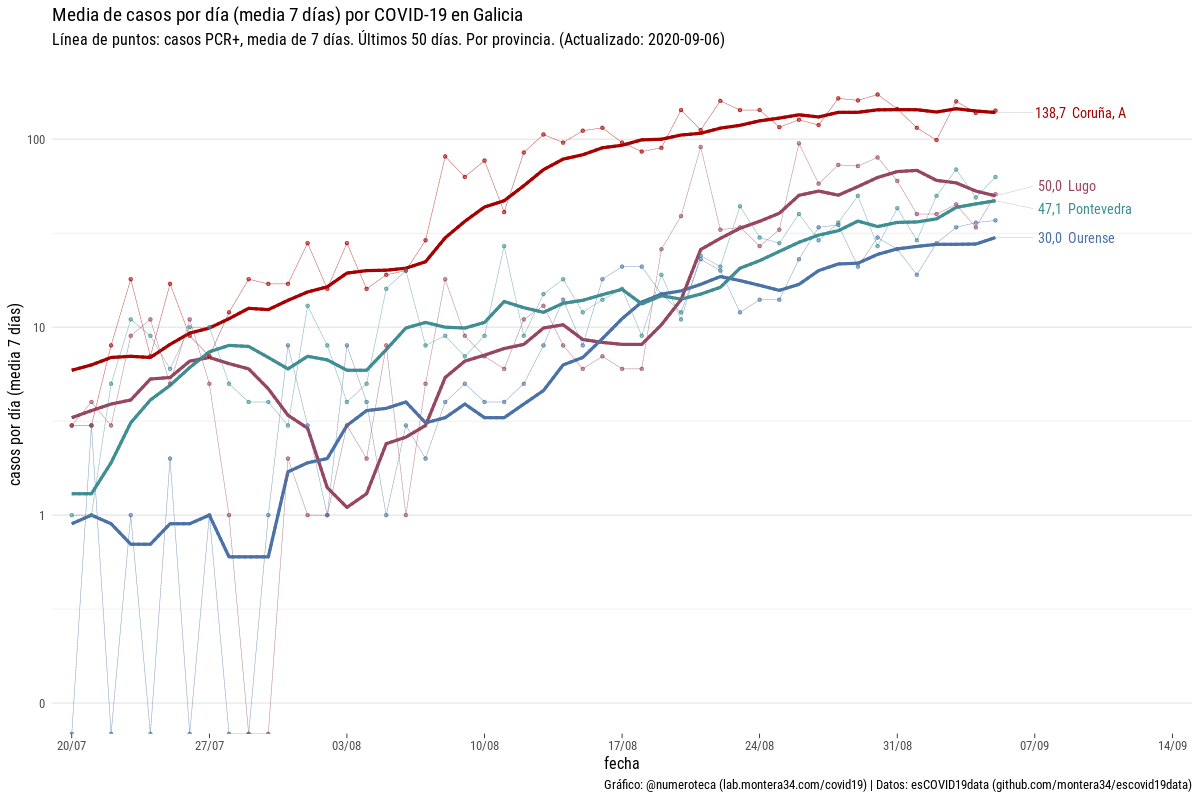 Media de casos por día (media 7 días) por COVID-19 en Galicia
Línea de puntos: casos PCR+, media de 7 días. Últimos 50 días. Por provincia. (Actualizado: 2020-09-06)
casos por día (media 7 días)
100
10
1
0
138,7 Coruña, A
50,0 Lugo
47,1 Pontevedra
30,0 Ourense
20/07
27/07
03/08
10/08
17/08
24/08
31/08
07/09
14/09
fecha
Gráfico: @numeroteca (lab.montera34.com/covid19) | Datos: esCOVID19data (github.com/montera34/escovid19data)